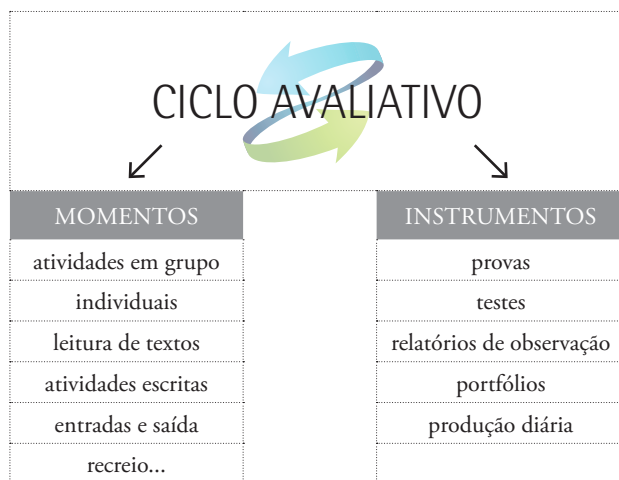 CICLO AVALIATIVO
MOMENTOS
atividades em grupo
individuais
leitura de textos
atividades escritas
entradas e saída
recreio...
INSTRUMENTOS
provas
testes
relatórios de observação
portfólios
produção diária